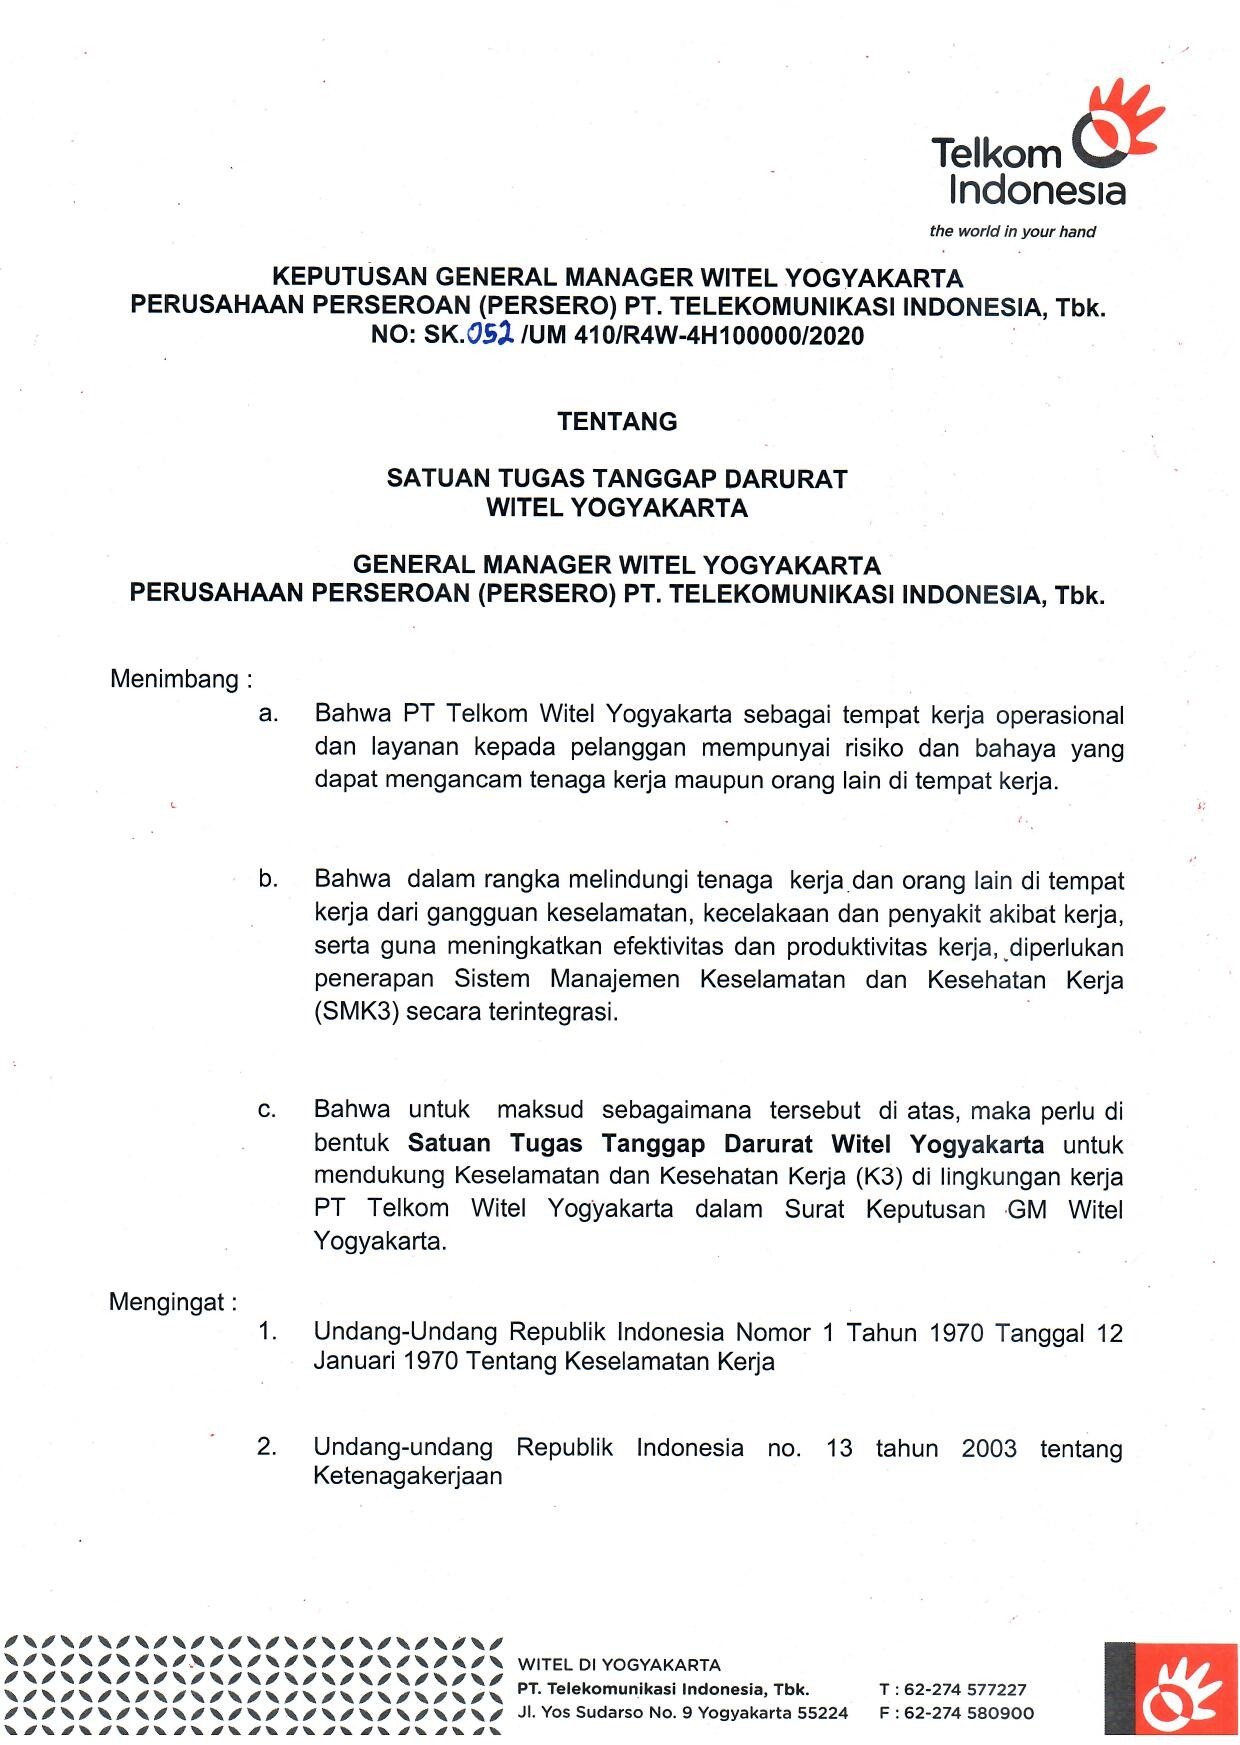 Telkom
Indonesia
the world in your hand
KEPUTUSAN GENERAL MANAGER WITEL YOGYAKARTA
PERUSAHAAN PERSEROAN (PERSERO) PT. TELEKOMUNIKASI INDONESIA, Tbk.
NO: SK.052 /UM 410/R4W-4H100000/2020
TENTANG
SATUAN TUGAS TANGGAP DARURAT
WITEL YOGYAKARTA
GENERAL MANAGER WITEL YOGYAKARTA
PERUSAHAAN PERSEROAN (PERSERO) PT. TELEKOMUNIKASI INDONESIA, Tbk.
Menimbang :
a. Bahwa PT Telkom Witel Yogyakarta sebagai tempat kerja operasional
dan layanan kepada pelanggan mempunyai risiko dan bahaya yang
dapat mengancam tenaga kerja maupun orang lain di tempat kerja.
b. Bahwa dalam rangka melindungi tenaga kerja dan orang lain di tempat
kerja dari gangguan keselamatan, kecelakaan dan penyakit akibat kerja,
serta guna meningkatkan efektivitas dan produktivitas kerja, diperlukan
penerapan Sistem Manajemen Keselamatan dan Kesehatan Kerja
(SMK3) secara terintegrasi.
c. Bahwa untuk maksud sebagaimana tersebut di atas, maka perlu di
bentuk Satuan Tugas Tanggap Darurat Witel Yogyakarta untuk
mendukung Keselamatan dan Kesehatan Kerja (K3) di lingkungan kerja
PT Telkom Witel Yogyakarta dalam Surat Keputusan GM Witel
Yogyakarta.
Mengingat :
1. Undang-Undang Republik Indonesia Nomor 1 Tahun 1970 Tanggal 12
Januari 1970 Tentang Keselamatan Kerja
2. Undang-undang Republik Indonesia no. 13 tahun 2003 tentang
Ketenagakerjaan
WITEL DI YOGYAKARTA
PT. Telekomunikasi Indonesia, Tbk. T : 62-274 577227
Jl. Yos Sudarso No. 9 Yogyakarta 55224 F : 62-274 580900